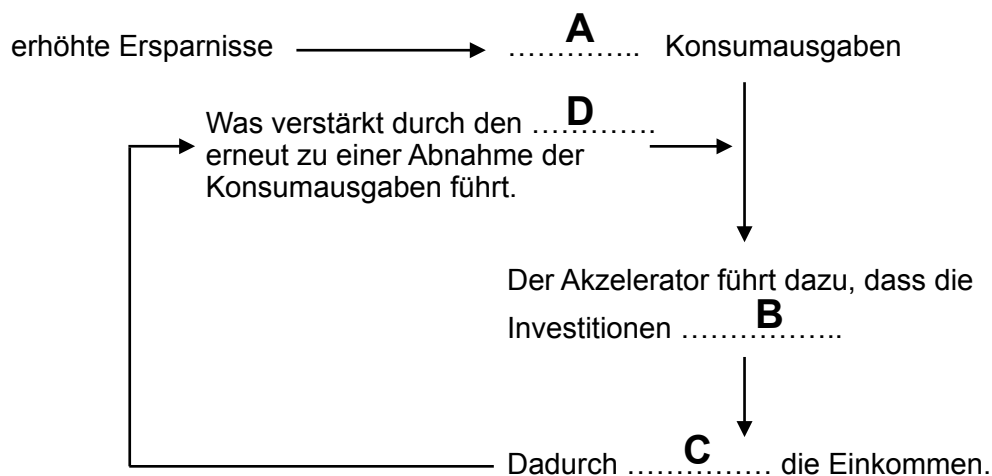 erhöhte Ersparnisse ………….. Konsumausgaben
A
Was verstärkt durch den ………….
D
erneut zu einer Abnahme der
Konsumausgaben führt.
Der Akzelerator führt dazu, dass die
Investitionen ……………..
B
Dadurch …………… die Einkommen.
C